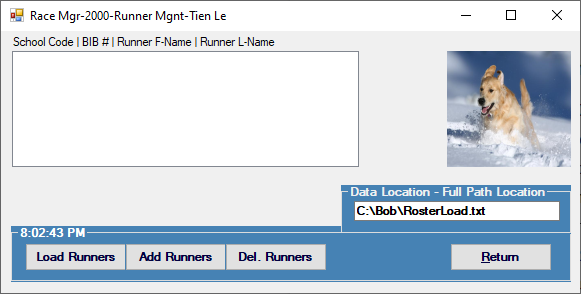 Race Mgr-2000-Runner Mgnt-Tien Le
School Code | BIB # | Runner F-Name | Runner L-Name
Data Location - Full Path Location
C:\Bob\RosterLoad.txt
8:02:43 PM
Load Runners Add Runners Del. Runners Return